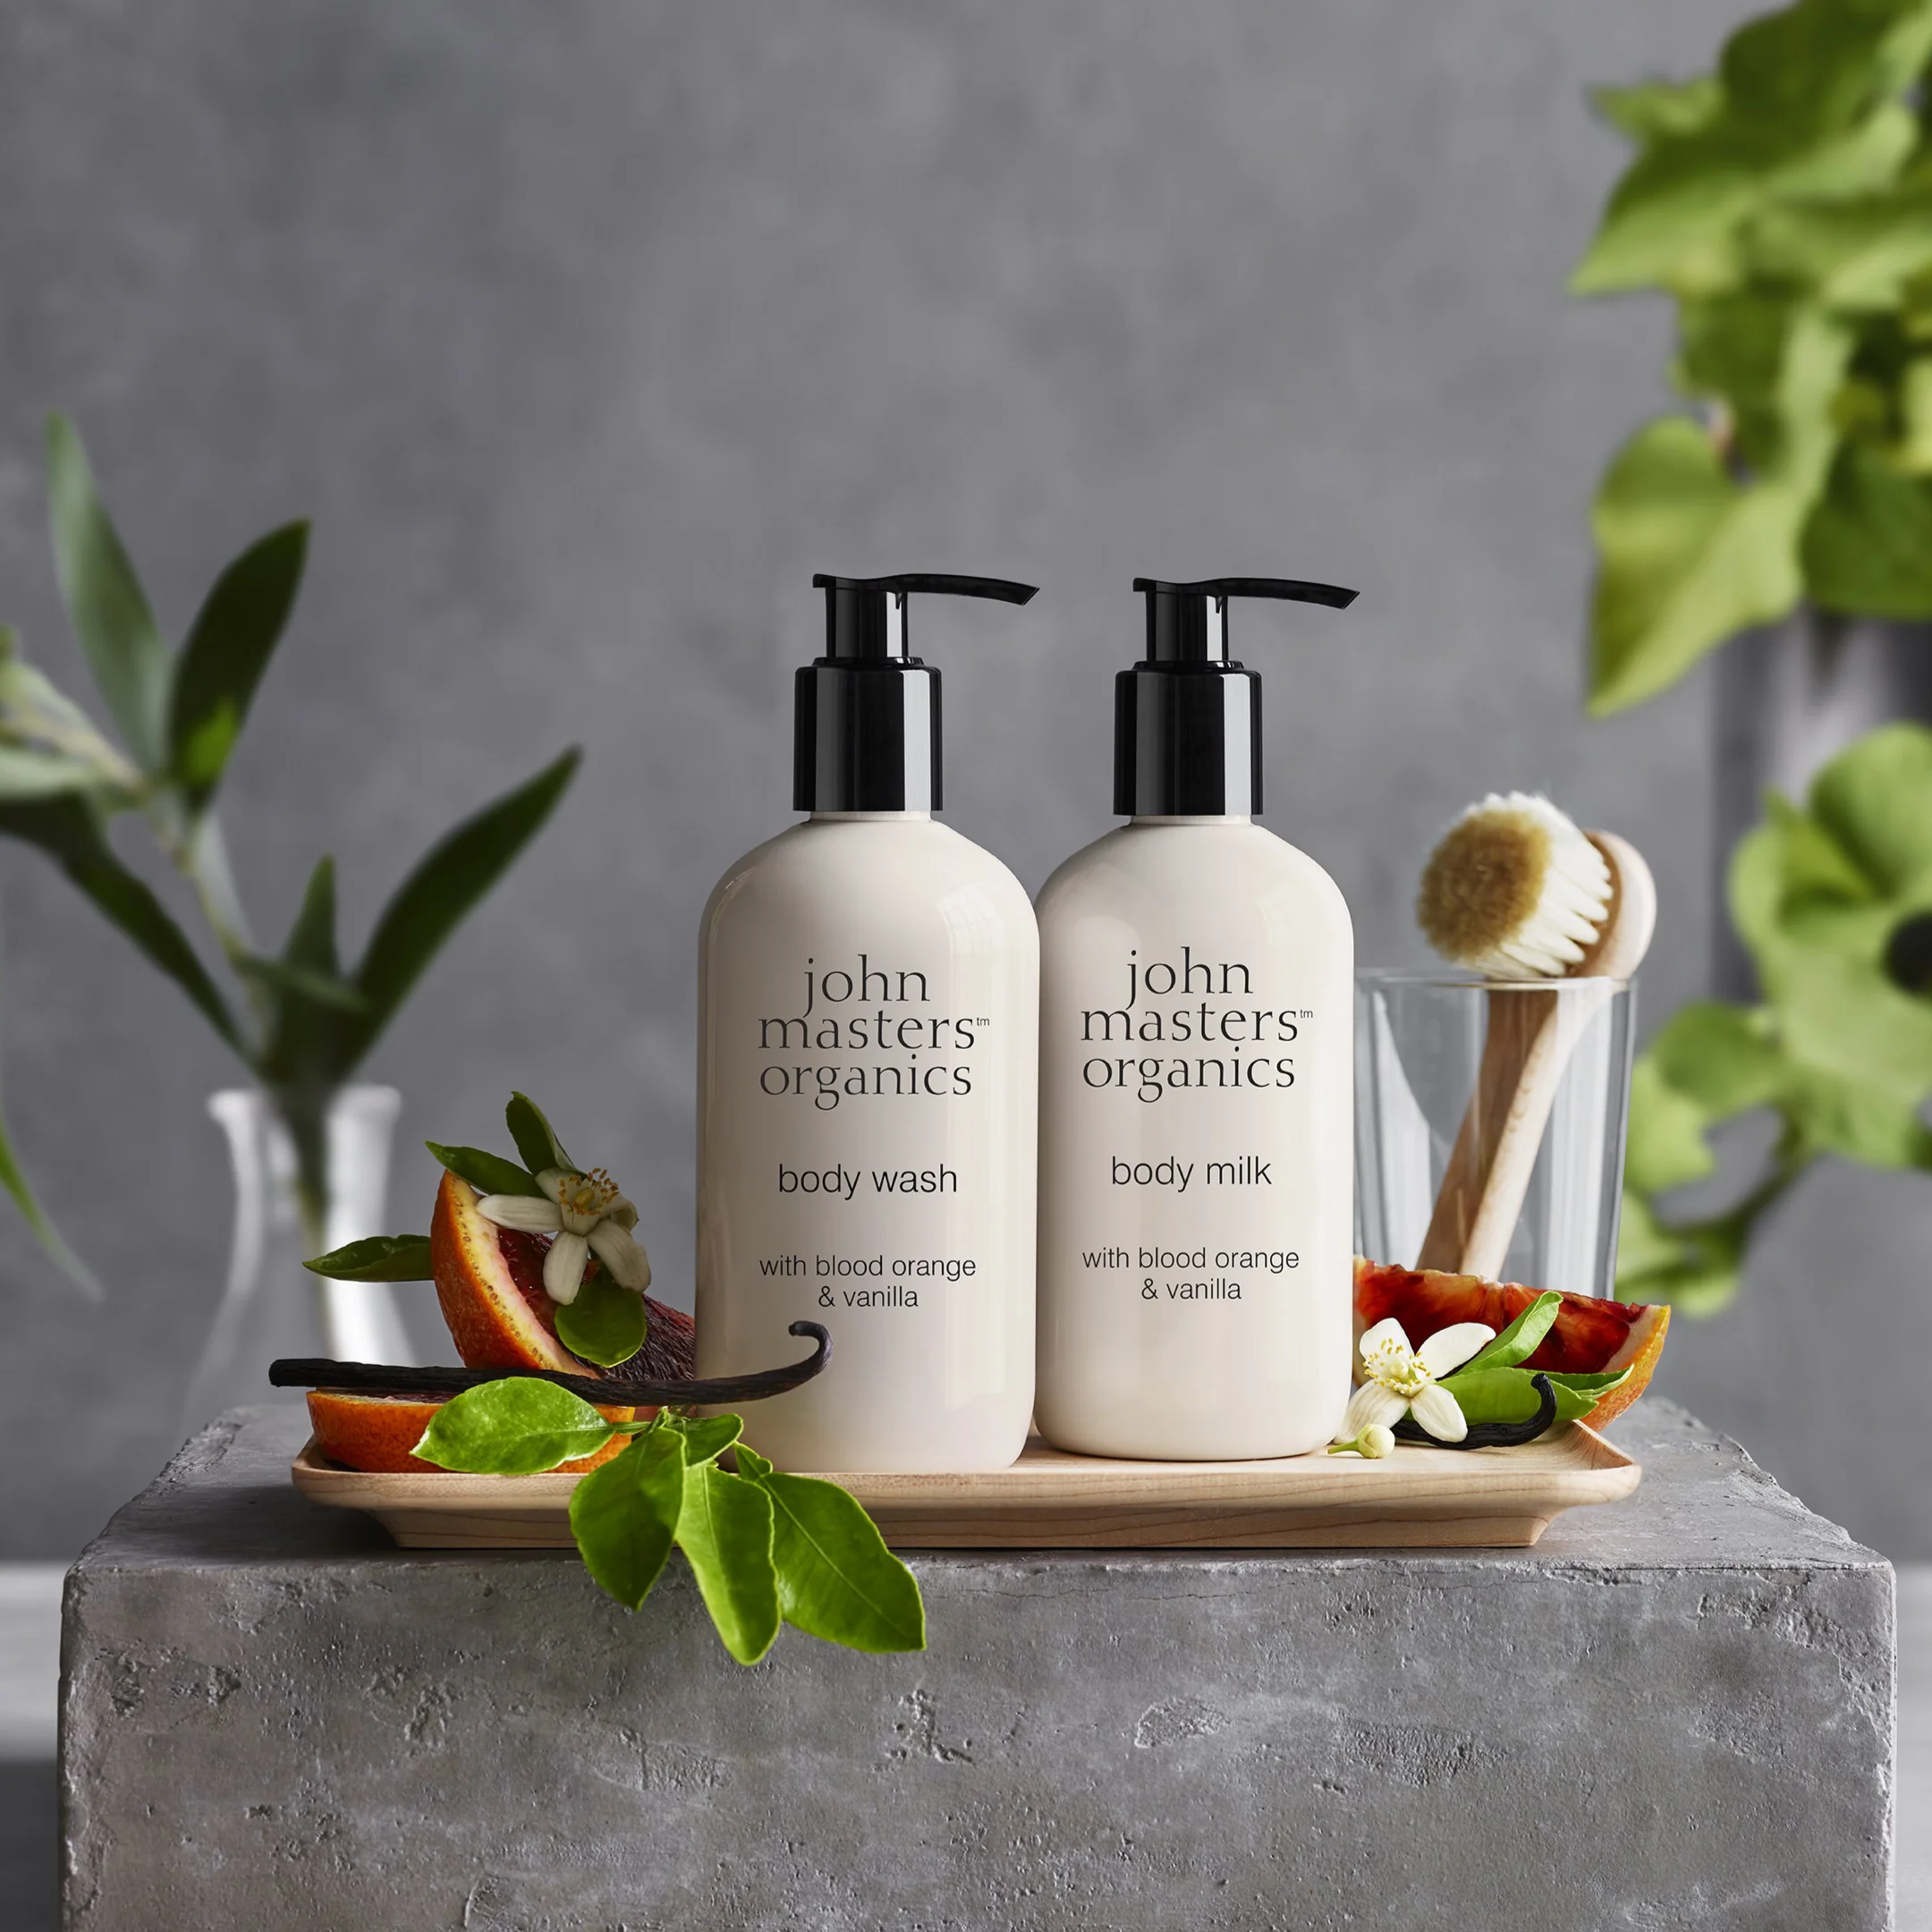 john
masters™
organics
body wash
with blood orange
& vanilla
john
masters™
organics
body milk
with blood orange
& vanilla